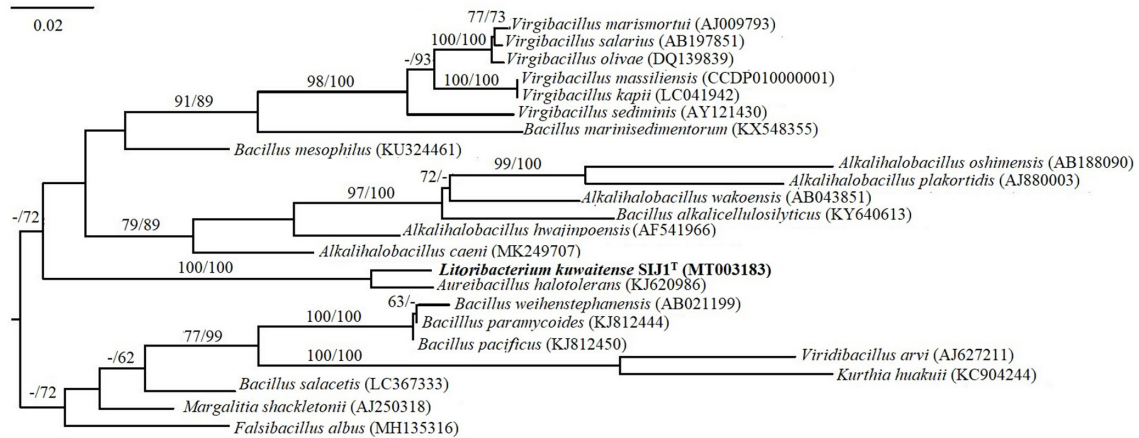 0.02
77/73
Virgibacillus marismortui (AJ009793)
100/100
Virgibacillus salarius (AB197851)
-/93
Virgibacillus olivae (DQ139839)
98/100
100/100
Virgibacillus massiliensis (CCDP010000001)
Virgibacillus kapii (LC041942)
91/89
Virgibacillus sediminis (AY121430)
Bacillus marinisedimentorum (KX548355)
Bacillus mesophilus (KU324461)
99/100
Alkalihalobacillus oshimensis (AB188090)
72/-
Alkalihalobacillus plakortidis (AJ880003)
97/100
Alkalihalobacillus wakoensis (AB043851)
-/72
Bacillus alkalicellulosilyticus (KY640613)
79/89
Alkalihalobacillus hwajinpoensis (AF541966)
Alkalihalobacillus caeni (MK249707)
100/100
Litoribacterium kuwaitense SIJ1ᵀ (MT003183)
Aureibacillus halotolerans (KJ620986)
63/-
Bacillus weihenstephanensis (AB021199)
100/100
Bacilllus paramycoides (KJ812444)
77/99
Bacillus pacificus (KJ812450)
-/62
100/100
Viridibacillus arvi (AJ627211)
Kurthia huakuii (KC904244)
-/72
Bacillus salacetis (LC367333)
Margalitia shackletonii (AJ250318)
Falsibacillus albus (MH135316)